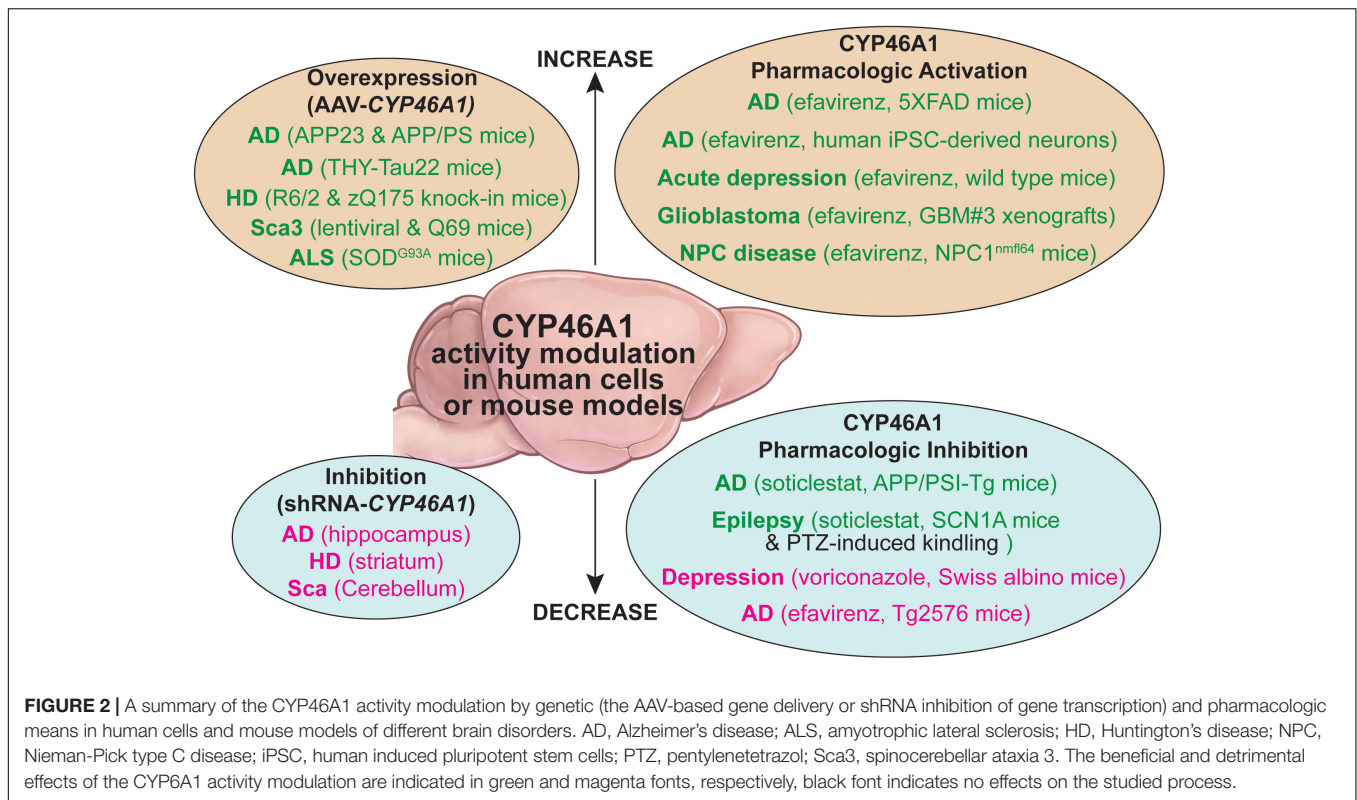 INCREASE
Overexpression
(AAV-CYP46A1)
AD (APP23 & APP/PS mice)
AD (THY-Tau22 mice)
HD (R6/2 & zQ175 knock-in mice)
Sca3 (lentiviral & Q69 mice)
ALS (SODG93A mice)
CYP46A1
Pharmacologic Activation
AD (efavirenz, 5XFAD mice)
AD (efavirenz, human iPSC-derived neurons)
Acute depression (efavirenz, wild type mice)
Glioblastoma (efavirenz, GBM#3 xenografts)
NPC disease (efavirenz, NPC1nmfl64 mice)
CYP46A1
activity modulation
in human cells
or mouse models
Inhibition
(shRNA-CYP46A1)
AD (hippocampus)
HD (striatum)
Sca (Cerebellum)
CYP46A1
Pharmacologic Inhibition
AD (soticlestat, APP/PSI-Tg mice)
Epilepsy (soticlestat, SCN1A mice
& PTZ-induced kindling )
Depression (voriconazole, Swiss albino mice)
AD (efavirenz, Tg2576 mice)
DECREASE
FIGURE 2 | A summary of the CYP46A1 activity modulation by genetic (the AAV-based gene delivery or shRNA inhibition of gene transcription) and pharmacologic
means in human cells and mouse models of different brain disorders. AD, Alzheimer's disease; ALS, amyotrophic lateral sclerosis; HD, Huntington's disease; NPC,
Nieman-Pick type C disease; iPSC, human induced pluripotent stem cells; PTZ, pentylenetetrazol; Sca3, spinocerebellar ataxia 3. The beneficial and detrimental
effects of the CYP6A1 activity modulation are indicated in green and magenta fonts, respectively, black font indicates no effects on the studied process.